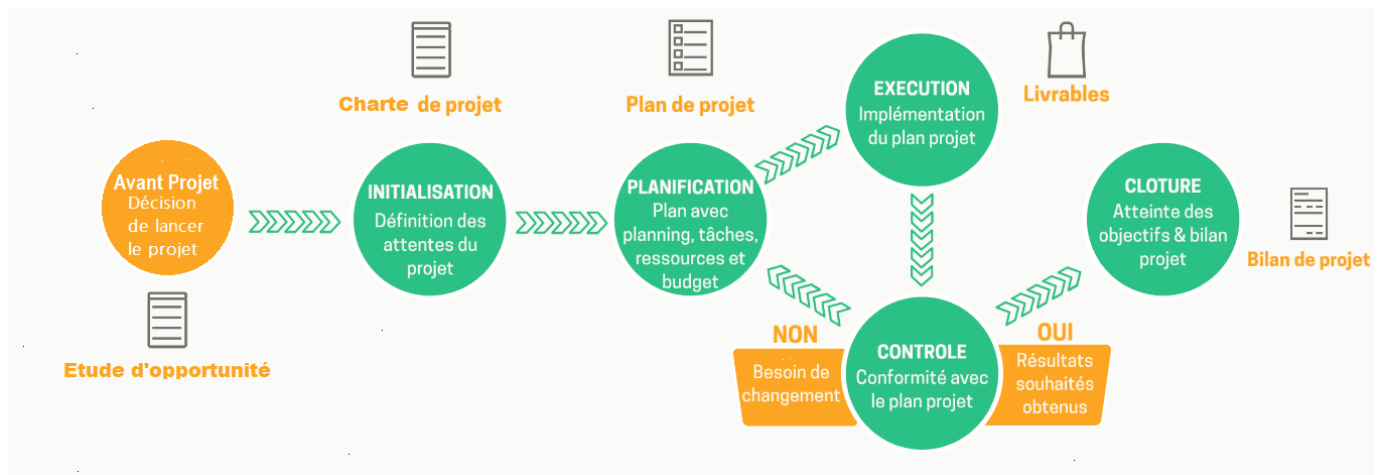 Avant Projet
Décision
de lancer
le projet
Etude d'opportunité
Charte de projet
INITIALISATION
Définition des
attentes du
projet
Plan de projet
PLANIFICATION
Plan avec
planning, tâches,
ressources et
budget
EXECUTION
Implémentation
du plan projet
Livrables
NON
Besoin de
changement
CONTROLE
Conformité avec
le plan projet
OUI
Résultats
souhaités
obtenus
CLOTURE
Atteinte des
objectifs & bilan
projet
Bilan de projet